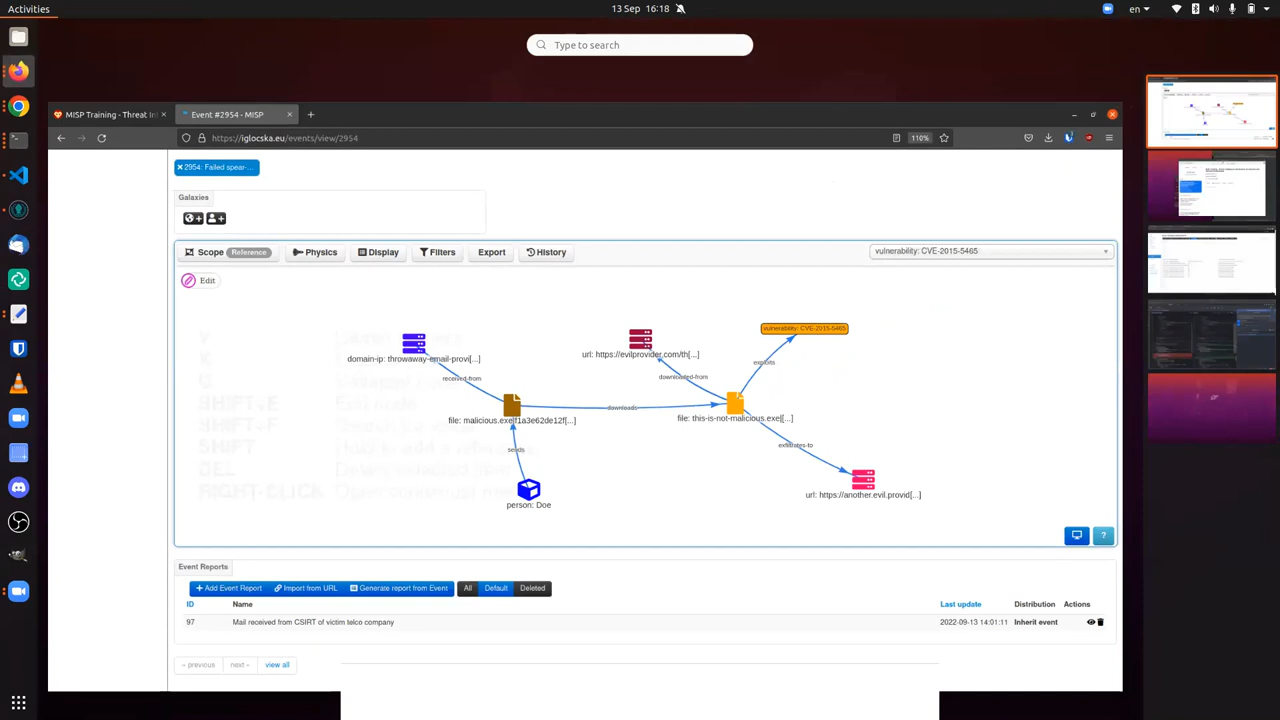 Activities
13 Sep 16:18
en
Type to search
MISP Training - Threat In
Event #2954 - MISP
https://iglocska.eu/events/view/2954
110%
2954: Failed spear-...
Galaxies
Scope Reference
Physics
Display
Filters
Export
History
vulnerability: CVE-2015-5465
Edit
vulnerability: CVE-2015-5465
domain-ip: throwaway-email-provi[...]
url: https://evilprovider.com/th[...]
exploits
received-from
downloaded-from
downloads
file: malicious.exe|f1a3e62de12f[...]
file: this-is-not-malicious.exe|[...]
sends
exfiltrates-to
person: Doe
url: https://another.evil.provid[...]
SHIFT+E
SHIFT+F
SHIFT
DEL
RIGHT-CLICK
?
Event Reports
+ Add Event Report
Import from URL
Generate report from Event
All
Default
Deleted
ID Name Last update Distribution Actions
97 Mail received from CSIRT of victim telco company 2022-09-13 14:01:11 Inherit event
« previous
next »
view all